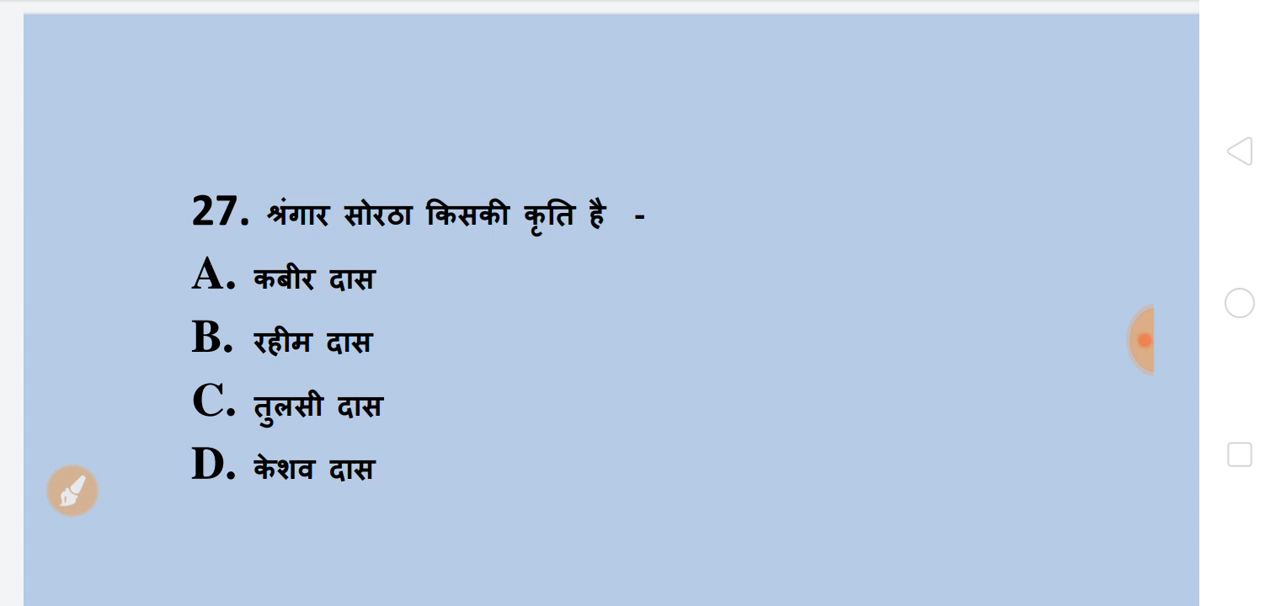 27. श्रंगार सोरठा किसकी कृति है -
A. कबीर दास
B. रहीम दास
C. तुलसी दास
D. केशव दास